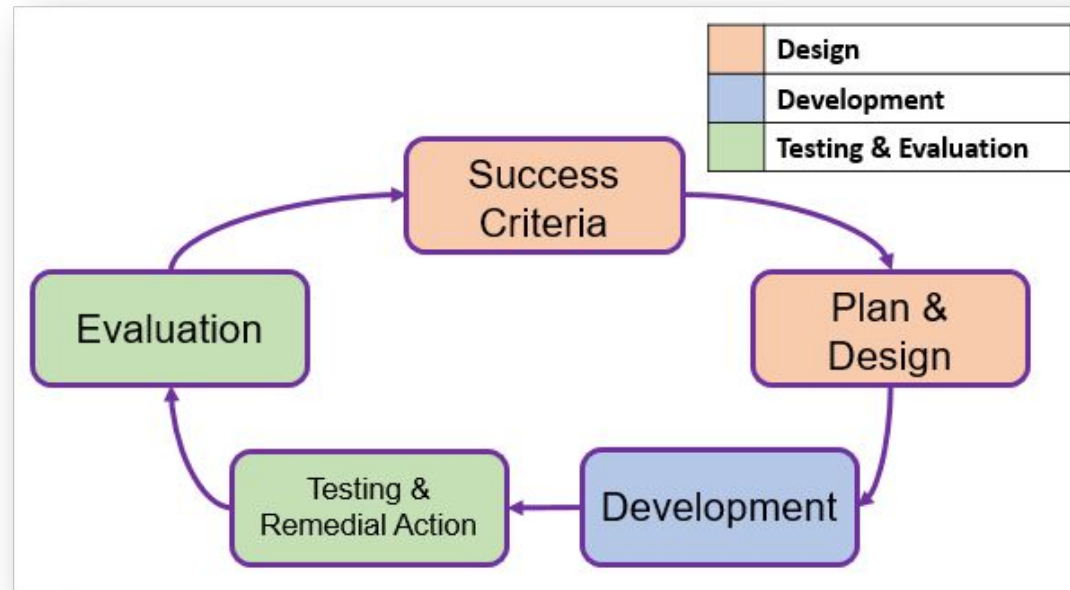 Design
Development
Testing & Evaluation
Success
Criteria
Plan &
Design
Development
Testing &
Remedial Action
Evaluation